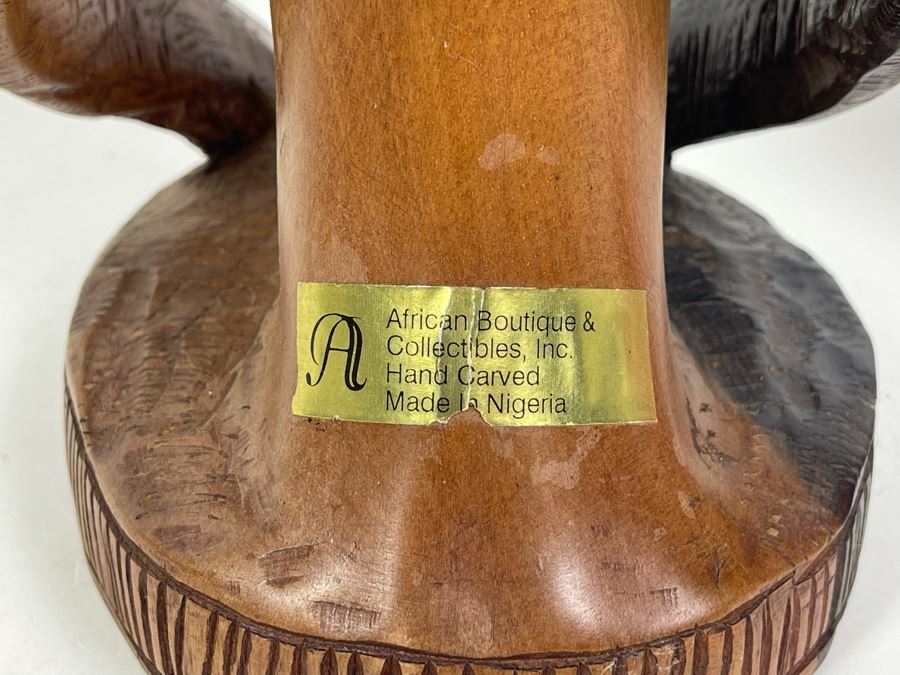 A
African Boutique &
Collectibles, Inc.
Hand Carved
Made In Nigeria